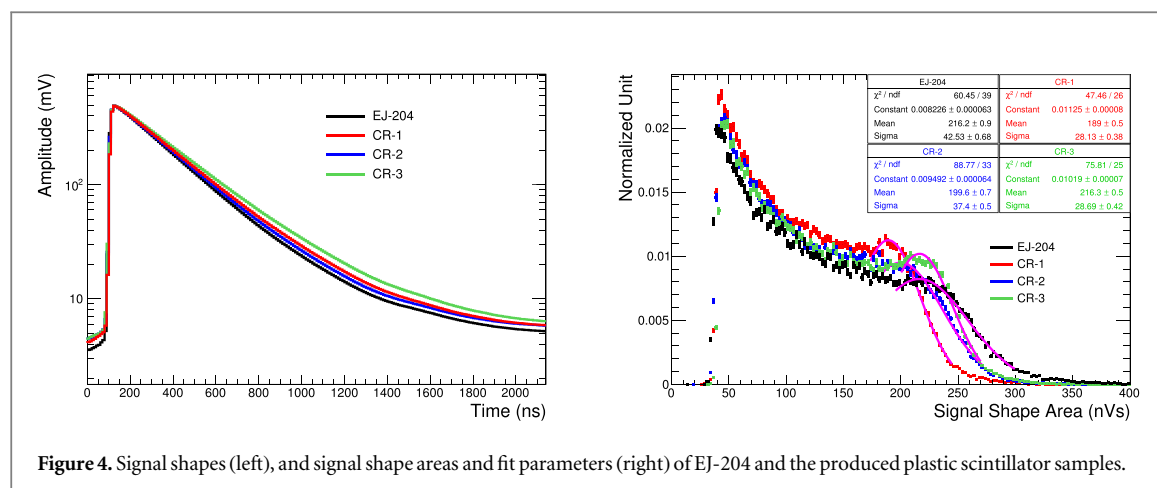 Amplitude (mV)
10²
10
EJ-204
CR-1
CR-2
CR-3
0 200 400 600 800 1000 1200 1400 1600 1800 2000
Time (ns)
Normalized Unit
0.02
0.015
0.01
0.005
0
EJ-204
χ² / ndf 60.45 / 39
Constant 0.008226 ± 0.000063
Mean 216.2 ± 0.9
Sigma 42.53 ± 0.68
CR-1
χ² / ndf 47.46 / 26
Constant 0.01125 ± 0.00008
Mean 189 ± 0.5
Sigma 28.13 ± 0.38
CR-2
χ² / ndf 88.77 / 33
Constant 0.009492 ± 0.000064
Mean 199.6 ± 0.7
Sigma 37.4 ± 0.5
CR-3
χ² / ndf 75.81 / 25
Constant 0.01019 ± 0.00007
Mean 216.3 ± 0.5
Sigma 28.69 ± 0.42
EJ-204
CR-1
CR-2
CR-3
0 50 100 150 200 250 300 350 400
Signal Shape Area (nVs)
Figure 4. Signal shapes (left), and signal shape areas and fit parameters (right) of EJ-204 and the produced plastic scintillator samples.